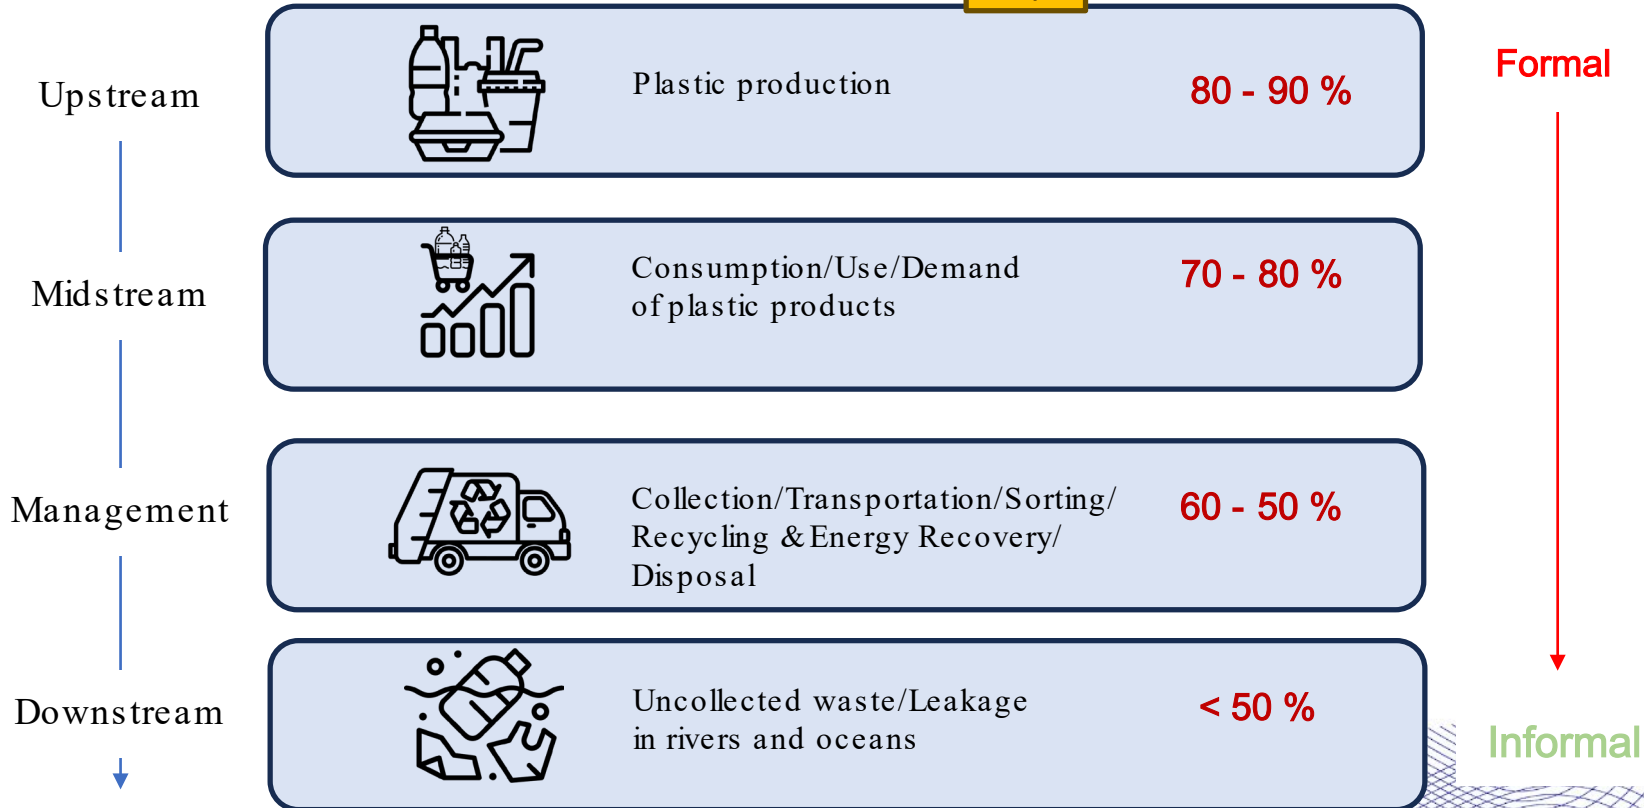 Upstream
Plastic production
80 - 90 %
Formal
Midstream
Consumption/Use/Demand
of plastic products
70 - 80 %
Management
Collection/Transportation/Sorting/
Recycling & Energy Recovery/
Disposal
60 - 50 %
Downstream
Uncollected waste/Leakage
in rivers and oceans
< 50 %
Informal